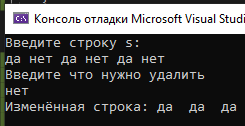 Консоль отладки Microsoft Visual Studi
Введите строку s:
да нет да нет да нет
Введите что нужно удалить
нет
Изменённая строка: да  да  да